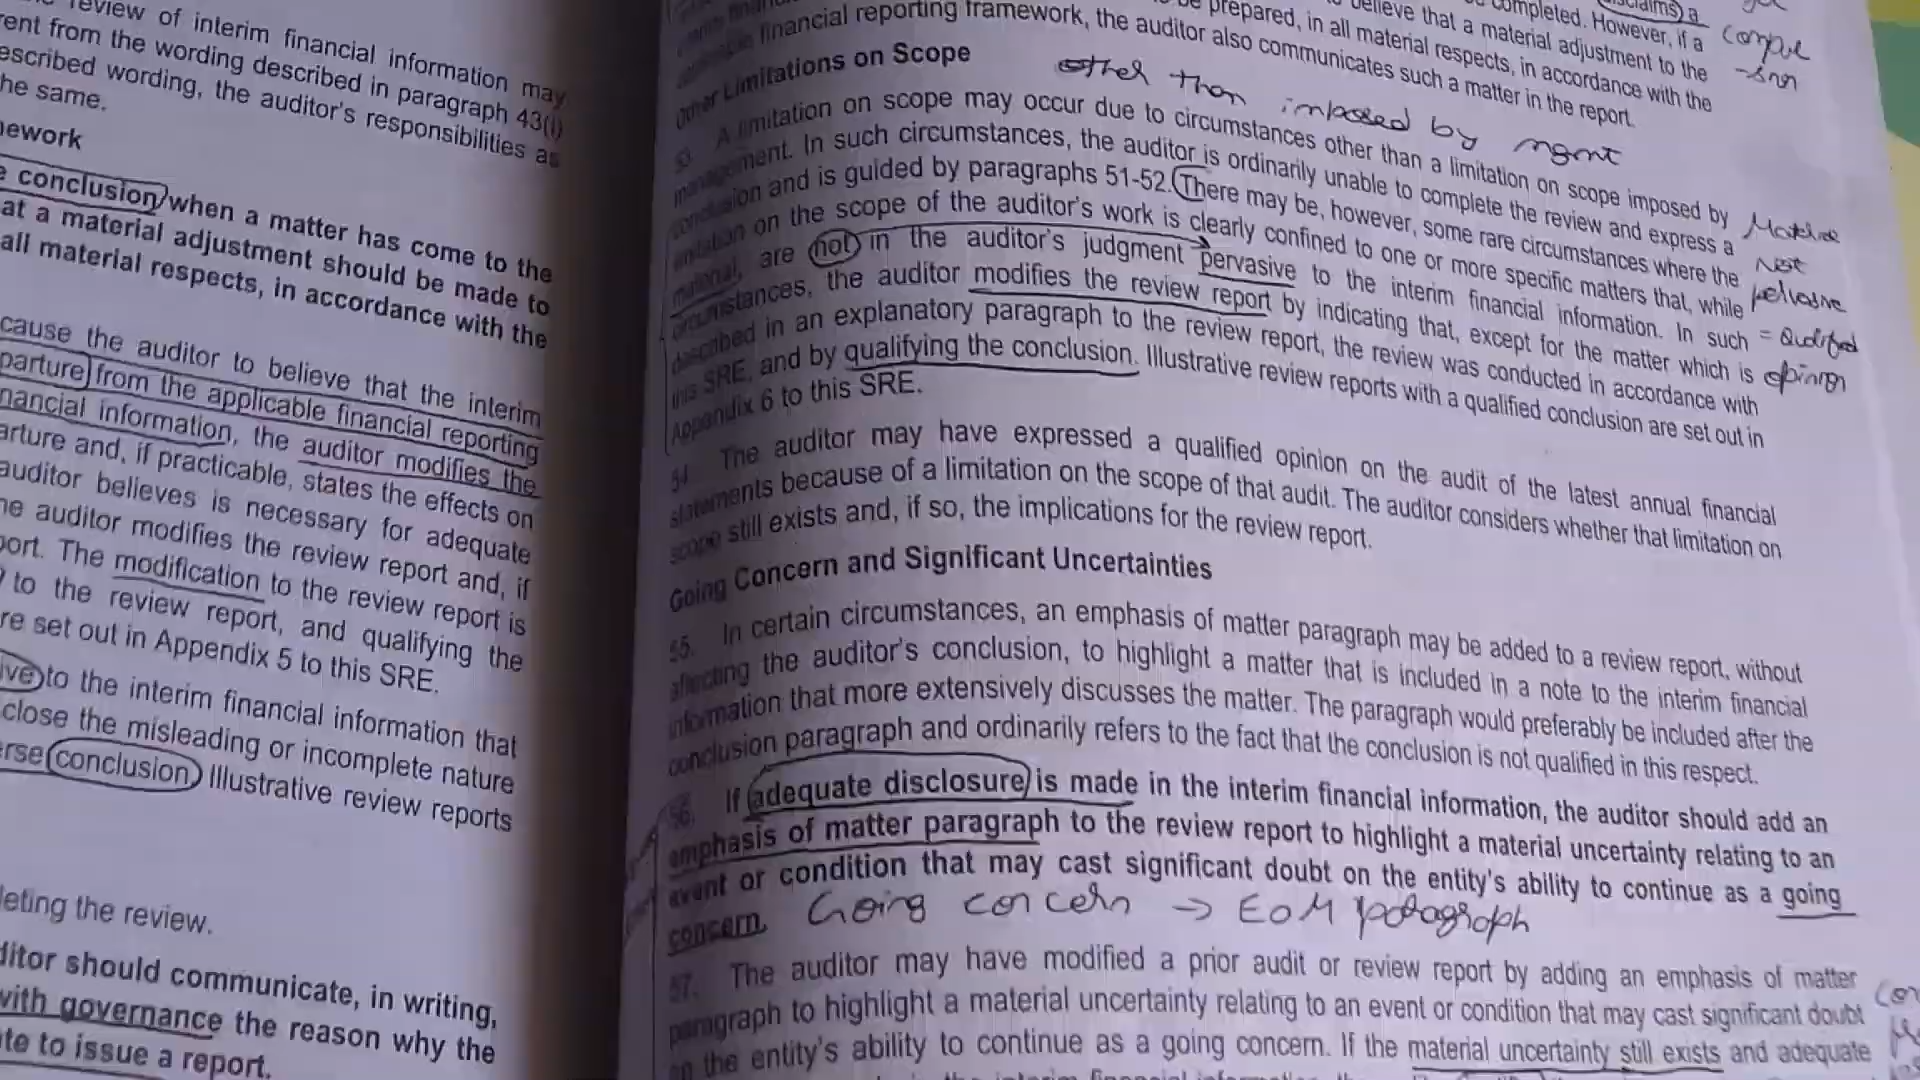 review of interim financial information may
rent from the wording described in paragraph 43(i)
escribed wording, the auditor's responsibilities as
he same.
ework
e conclusion when a matter has come to the
at a material adjustment should be made to
all material respects, in accordance with the
cause the auditor to believe that the interim
parture from the applicable financial reporting
nancial information, the auditor modifies the
arture and, if practicable, states the effects on
auditor believes is necessary for adequate
he auditor modifies the review report and, if
port. The modification to the review report is
to the review report, and qualifying the
re set out in Appendix 5 to this SRE.
ive to the interim financial information that
close the misleading or incomplete nature
erse conclusion Illustrative review reports
leting the review.
ditor should communicate, in writing,
with governance the reason why the
ate to issue a report.
completed. However, if a
believe that a material adjustment to the
be prepared, in all material respects, in accordance with the
financial reporting framework, the auditor also communicates such a matter in the report.
Other Limitations on Scope
other than imposed by mgmt
53. A limitation on scope may occur due to circumstances other than a limitation on scope imposed by
management. In such circumstances, the auditor is ordinarily unable to complete the review and express a
conclusion and is guided by paragraphs 51-52. There may be, however, some rare circumstances where the
limitation on the scope of the auditor's work is clearly confined to one or more specific matters that, while
material, are not in the auditor's judgment pervasive to the interim financial information. In such
circumstances, the auditor modifies the review report by indicating that, except for the matter which is
described in an explanatory paragraph to the review report, the review was conducted in accordance with
this SRE, and by qualifying the conclusion. Illustrative review reports with a qualified conclusion are set out in
Appendix 6 to this SRE.
Not
pervasive
= Qualified
opinion
54. The auditor may have expressed a qualified opinion on the audit of the latest annual financial
statements because of a limitation on the scope of that audit. The auditor considers whether that limitation on
scope still exists and, if so, the implications for the review report.
Going Concern and Significant Uncertainties
55. In certain circumstances, an emphasis of matter paragraph may be added to a review report, without
affecting the auditor's conclusion, to highlight a matter that is included in a note to the interim financial
information that more extensively discusses the matter. The paragraph would preferably be included after the
conclusion paragraph and ordinarily refers to the fact that the conclusion is not qualified in this respect.
56. If adequate disclosure is made in the interim financial information, the auditor should add an
emphasis of matter paragraph to the review report to highlight a material uncertainty relating to an
event or condition that may cast significant doubt on the entity's ability to continue as a going
concern.
Going concern → EOM paragraph
57. The auditor may have modified a prior audit or review report by adding an emphasis of matter
paragraph to highlight a material uncertainty relating to an event or condition that may cast significant doubt
on the entity's ability to continue as a going concern. If the material uncertainty still exists and adequate